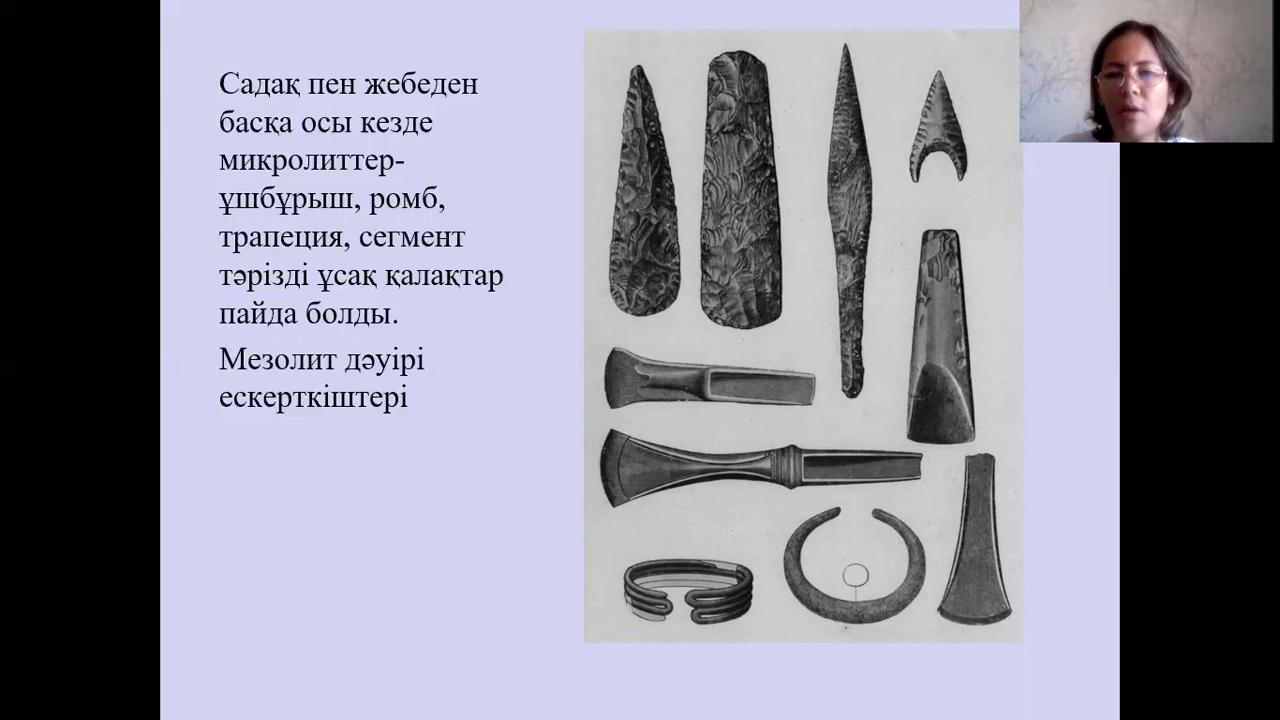 Садақ пен жебеден
басқа осы кезде
микролиттер-
ұшбұрыш, ромб,
трапеция, сегмент
тәрізді ұсақ қалақтар
пайда болды.
Мезолит дәуірі
ескерткіштері